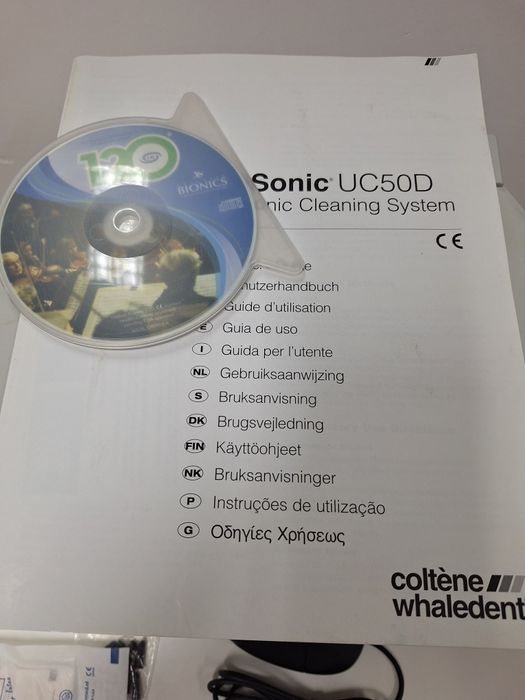 120
BIONICS
Sonic® UC50D
nic Cleaning System
CE
e
nutzerhandbuch
Guide d'utilisation
E Guia de uso
I Guida per l'utente
NL Gebruiksaanwijzing
S Bruksanvisning
DK Brugsvejledning
FIN Käyttöohjeet
NK Bruksanvisninger
P Instruções de utilização
G Οδηγίες Χρήσεως
coltène
whaledent